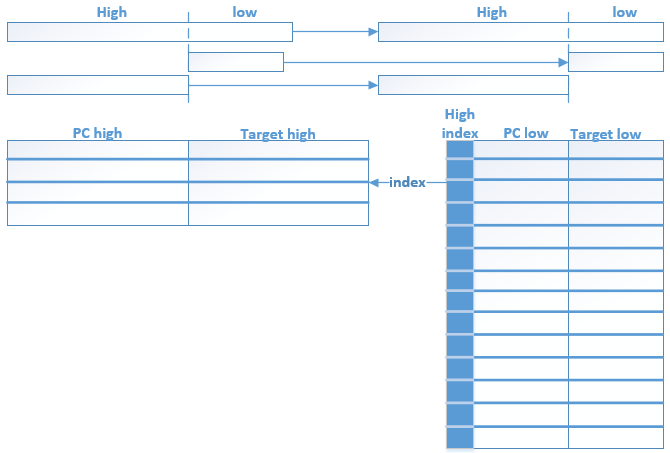 High low High low
PC high Target high
High
index PC low Target low
index